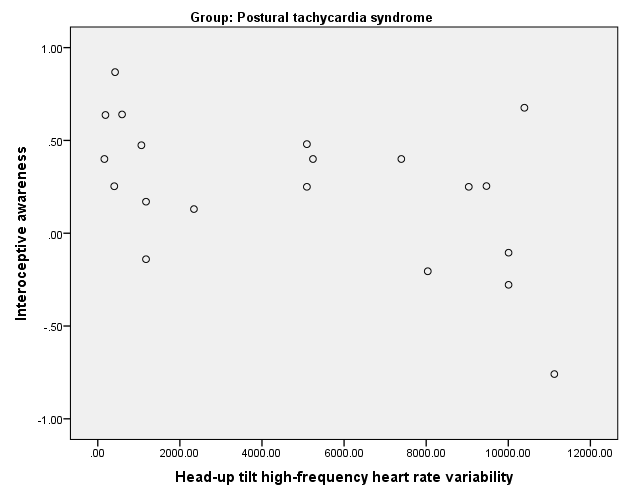 Group: Postural tachycardia syndrome
1.00
.50
.00
-.50
-1.00
Interoceptive awareness
.00 2000.00 4000.00 6000.00 8000.00 10000.00 12000.00
Head-up tilt high-frequency heart rate variability